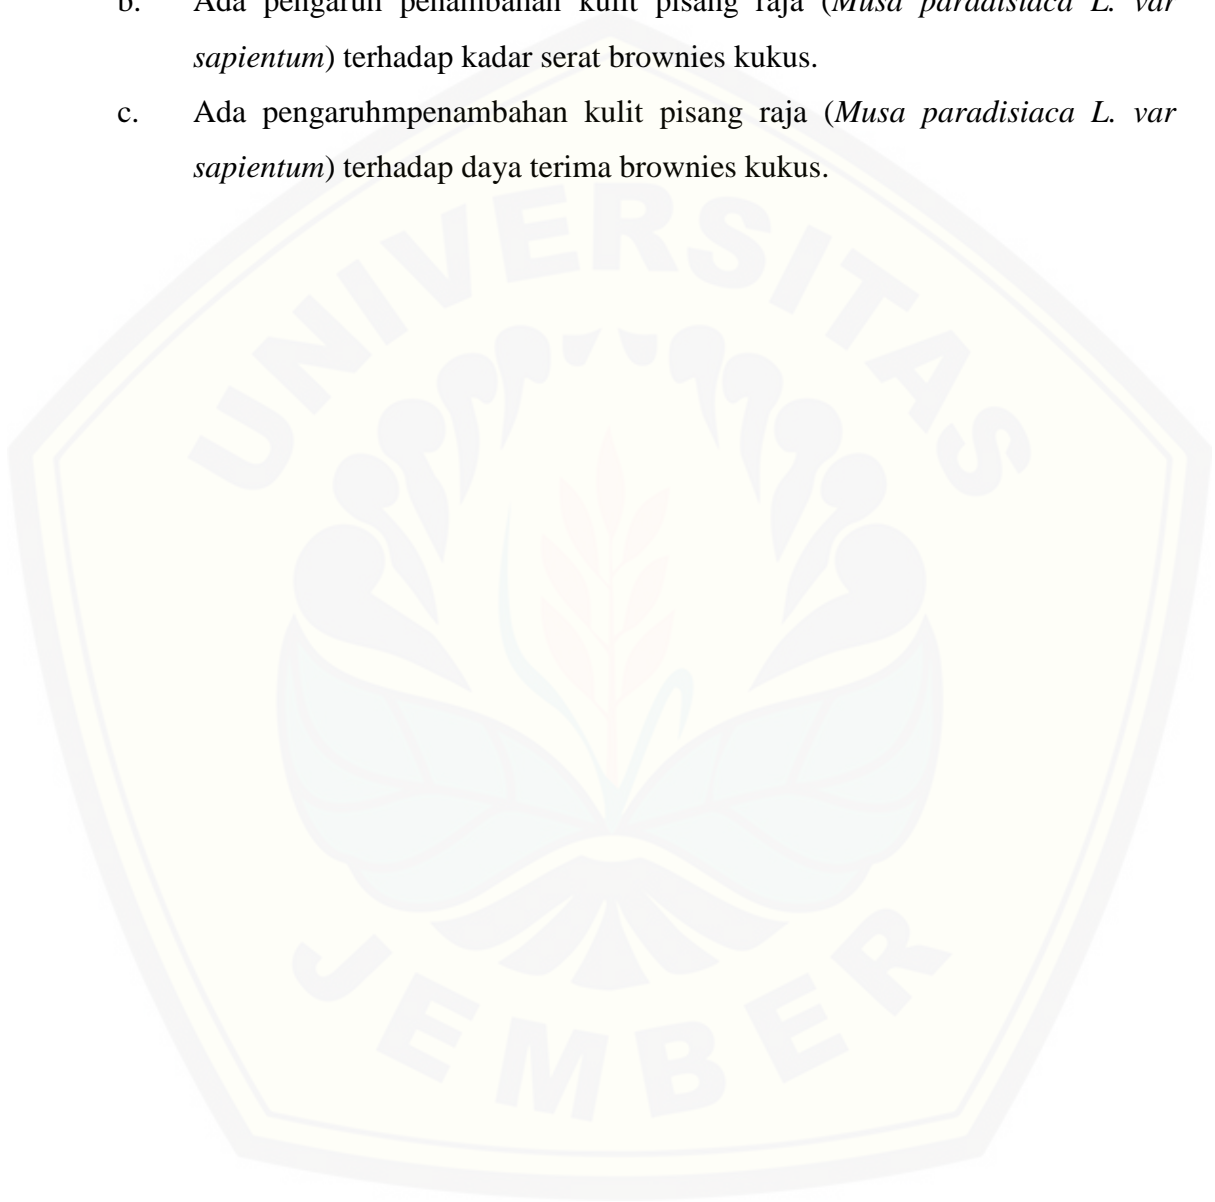 b. Ada pengaruh penambahan kulit pisang raja (Musa paradisiaca L. var
sapientum) terhadap kadar serat brownies kukus.
c. Ada pengaruhmpenambahan kulit pisang raja (Musa paradisiaca L. var
sapientum) terhadap daya terima brownies kukus.
UNIVERSITAS
JEMBER